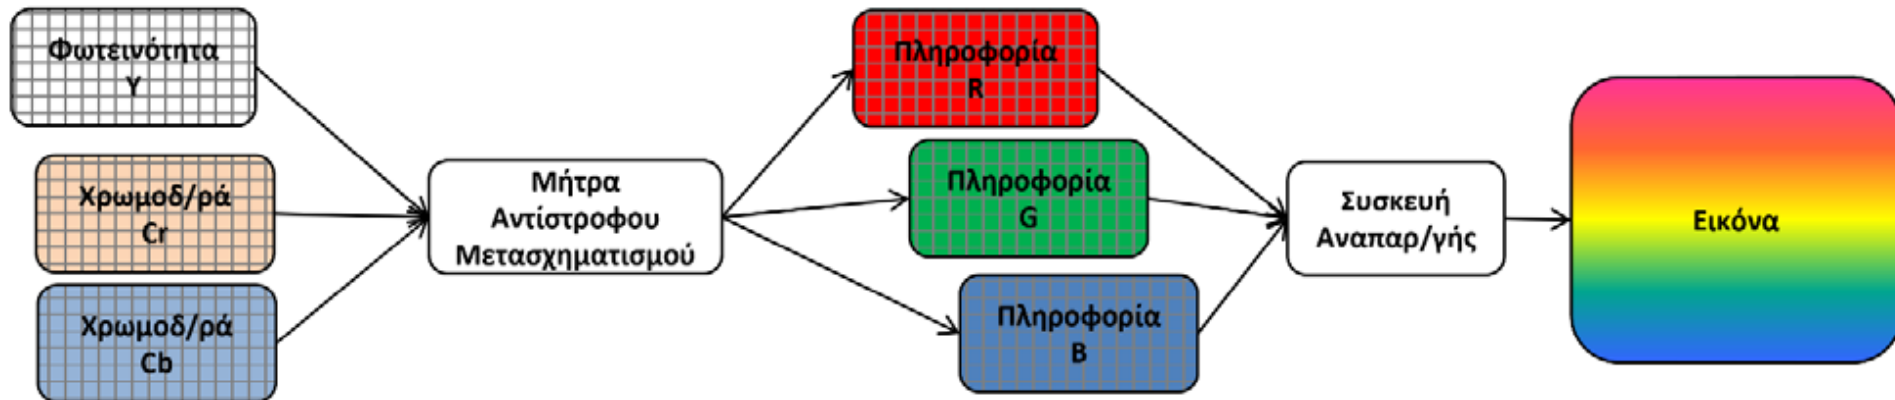 Φωτεινότητα
Y
Χρωμοδ/ρά
Cr
Χρωμοδ/ρά
Cb
Μήτρα
Αντίστροφου
Μετασχηματισμού
Πληροφορία
R
Πληροφορία
G
Πληροφορία
B
Συσκευή
Αναπαρ/γής
Εικόνα